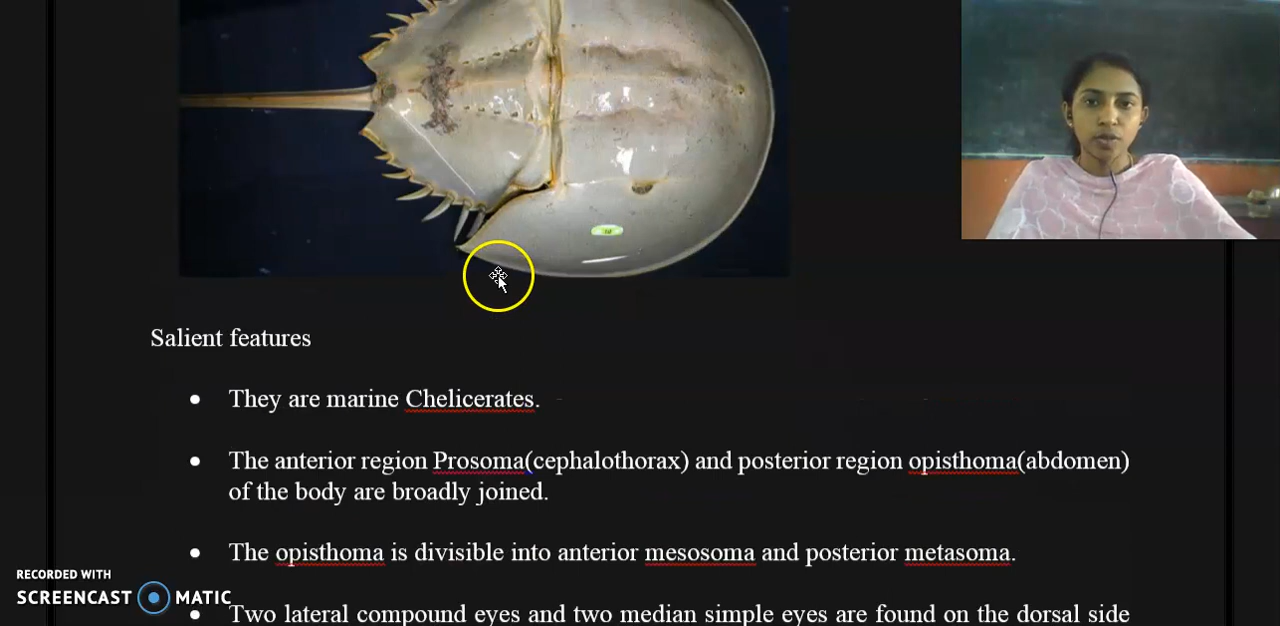 Salient features
They are marine Chelicerates.
The anterior region Prosoma(cephalothorax) and posterior region opisthoma(abdomen)
of the body are broadly joined.
The opisthoma is divisible into anterior mesosoma and posterior metasoma.
Two lateral compound eyes and two median simple eyes are found on the dorsal side
RECORDED WITH
SCREENCAST MATIC